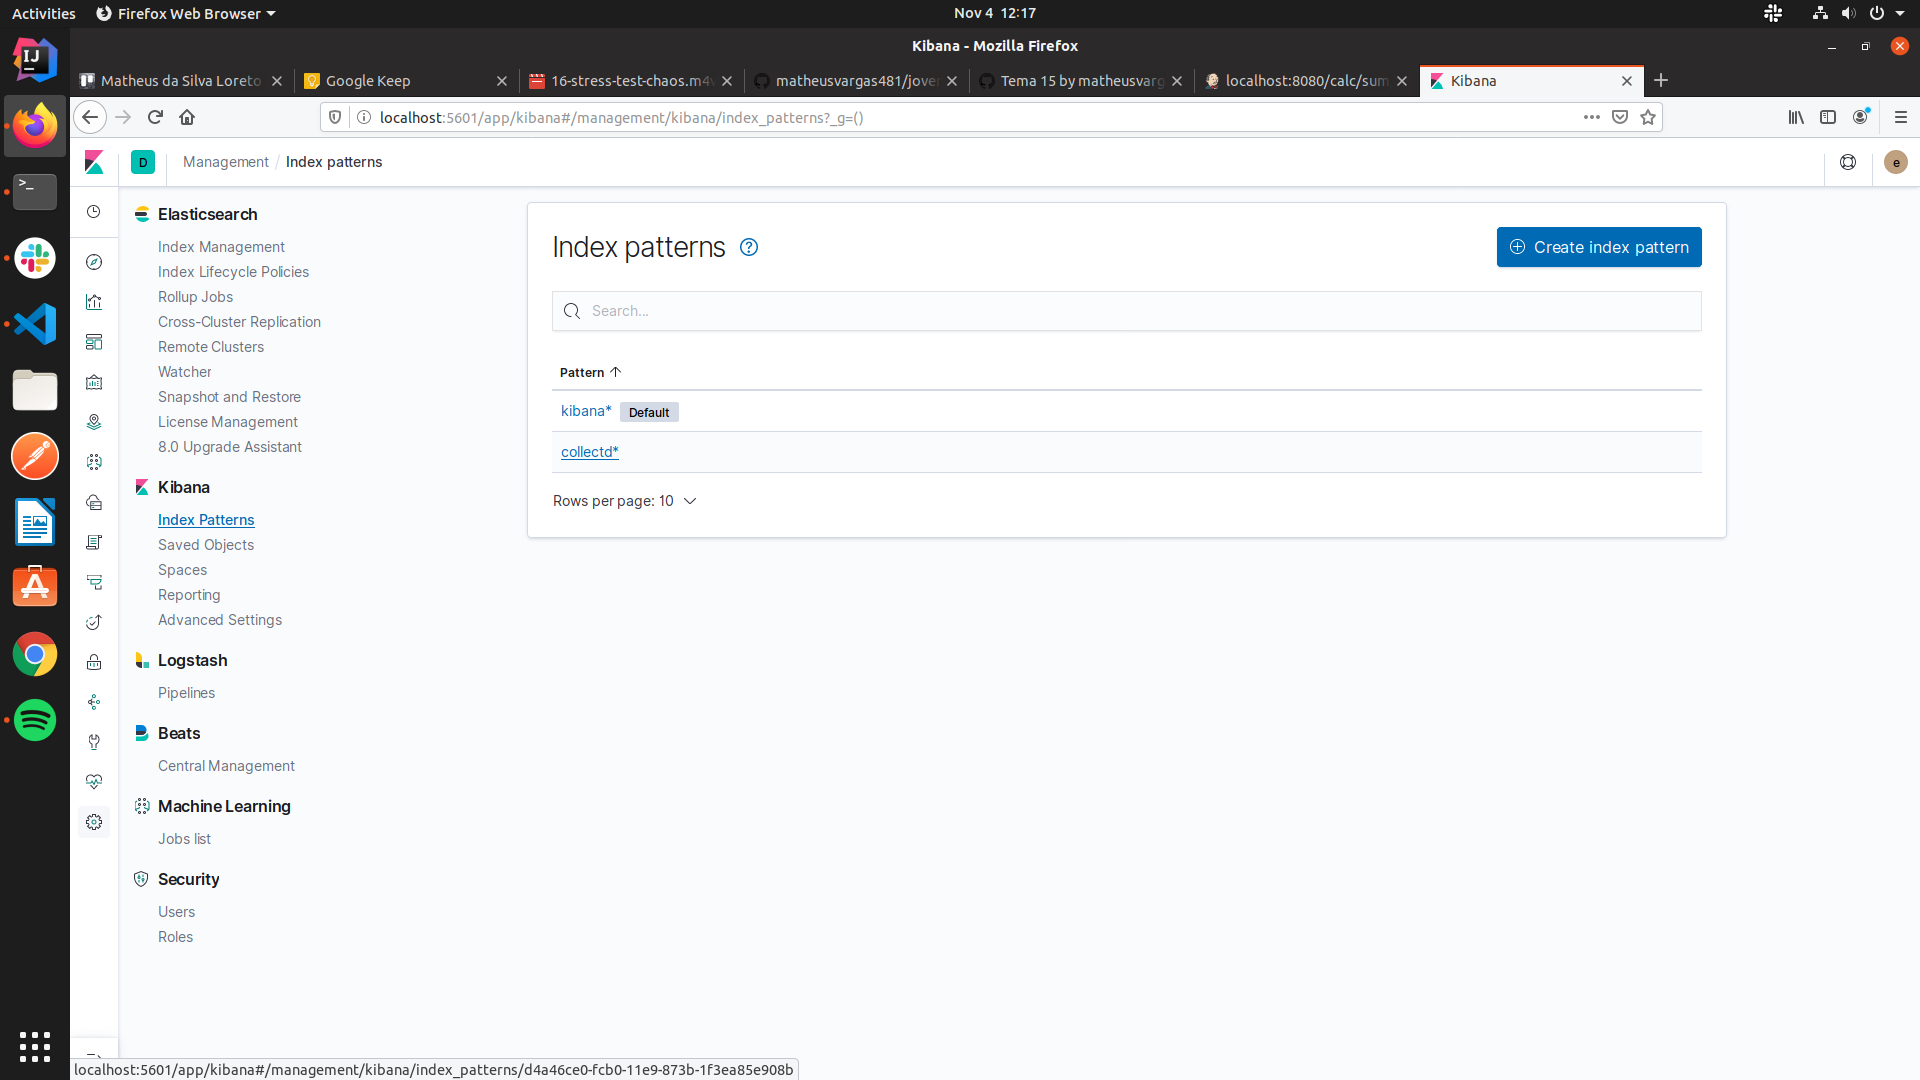 Activities
Firefox Web Browser
Nov 4 12:17
Kibana - Mozilla Firefox
Matheus da Silva Loreto
Google Keep
16-stress-test-chaos.m4v
matheusvargas481/jove
Tema 15 by matheusvarg
localhost:8080/calc/sum
Kibana
localhost:5601/app/kibana#/management/kibana/index_patterns?_g=()
D
Management / Index patterns
e
Elasticsearch
Index Management
Index Lifecycle Policies
Rollup Jobs
Cross-Cluster Replication
Remote Clusters
Watcher
Snapshot and Restore
License Management
8.0 Upgrade Assistant
Kibana
Index Patterns
Saved Objects
Spaces
Reporting
Advanced Settings
Logstash
Pipelines
Beats
Central Management
Machine Learning
Jobs list
Security
Users
Roles
Index patterns
Create index pattern
Search...
Pattern
kibana* Default
collectd*
Rows per page: 10
localhost:5601/app/kibana#/management/kibana/index_patterns/d4a46ce0-fcb0-11e9-873b-1f3ea85e908b